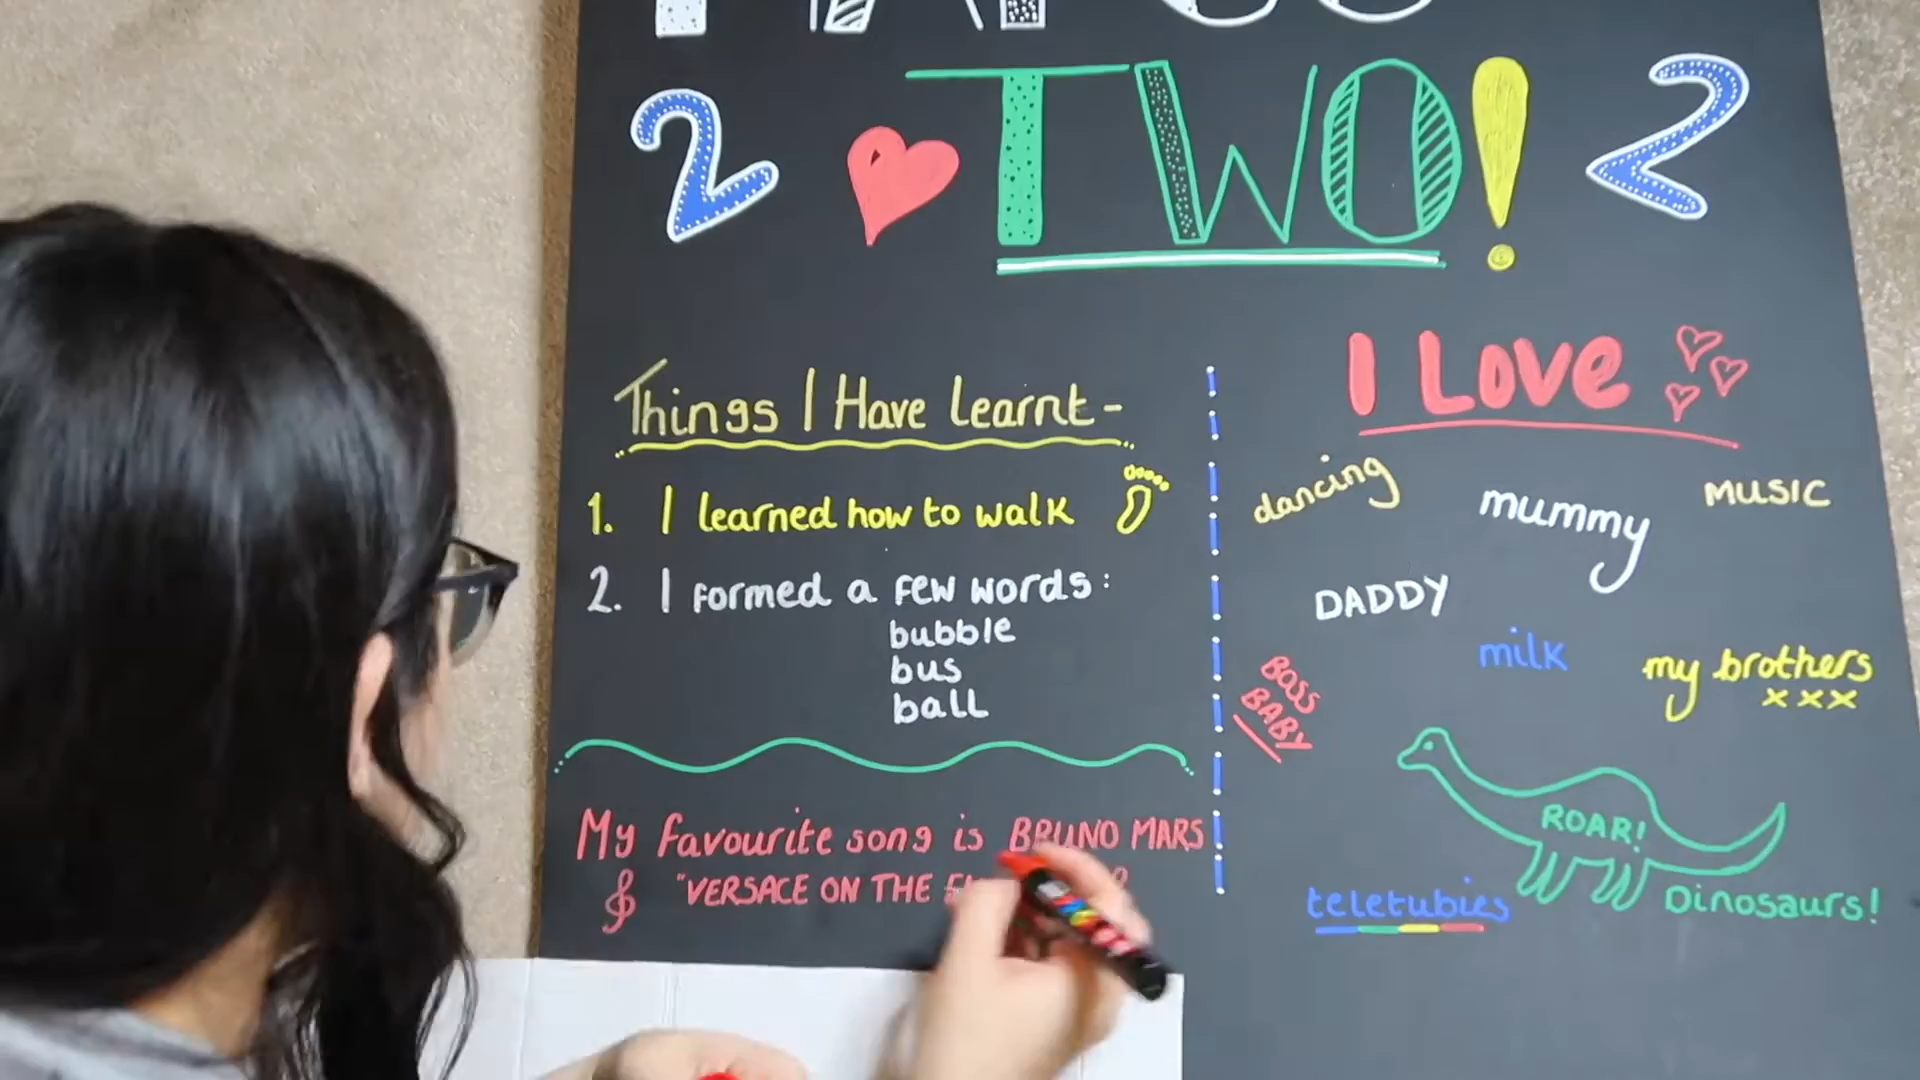 2 TWO! 2
Things I Have learnt -
1. I learned how to walk
2. I formed a few words:
bubble
bus
ball
My favourite song is BRUNO MARS
"VERSACE ON THE
I LOVE
dancing
mummy
MUSIC
DADDY
milk
my brothers
xxx
BOSS
BABY
ROAR!
teletubies
Dinosaurs!